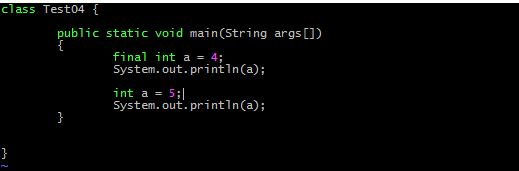 class Test04 {
public static void main(String args[])
{
final int a = 4;
System.out.println(a);
int a = 5;
System.out.println(a);
}
}
~